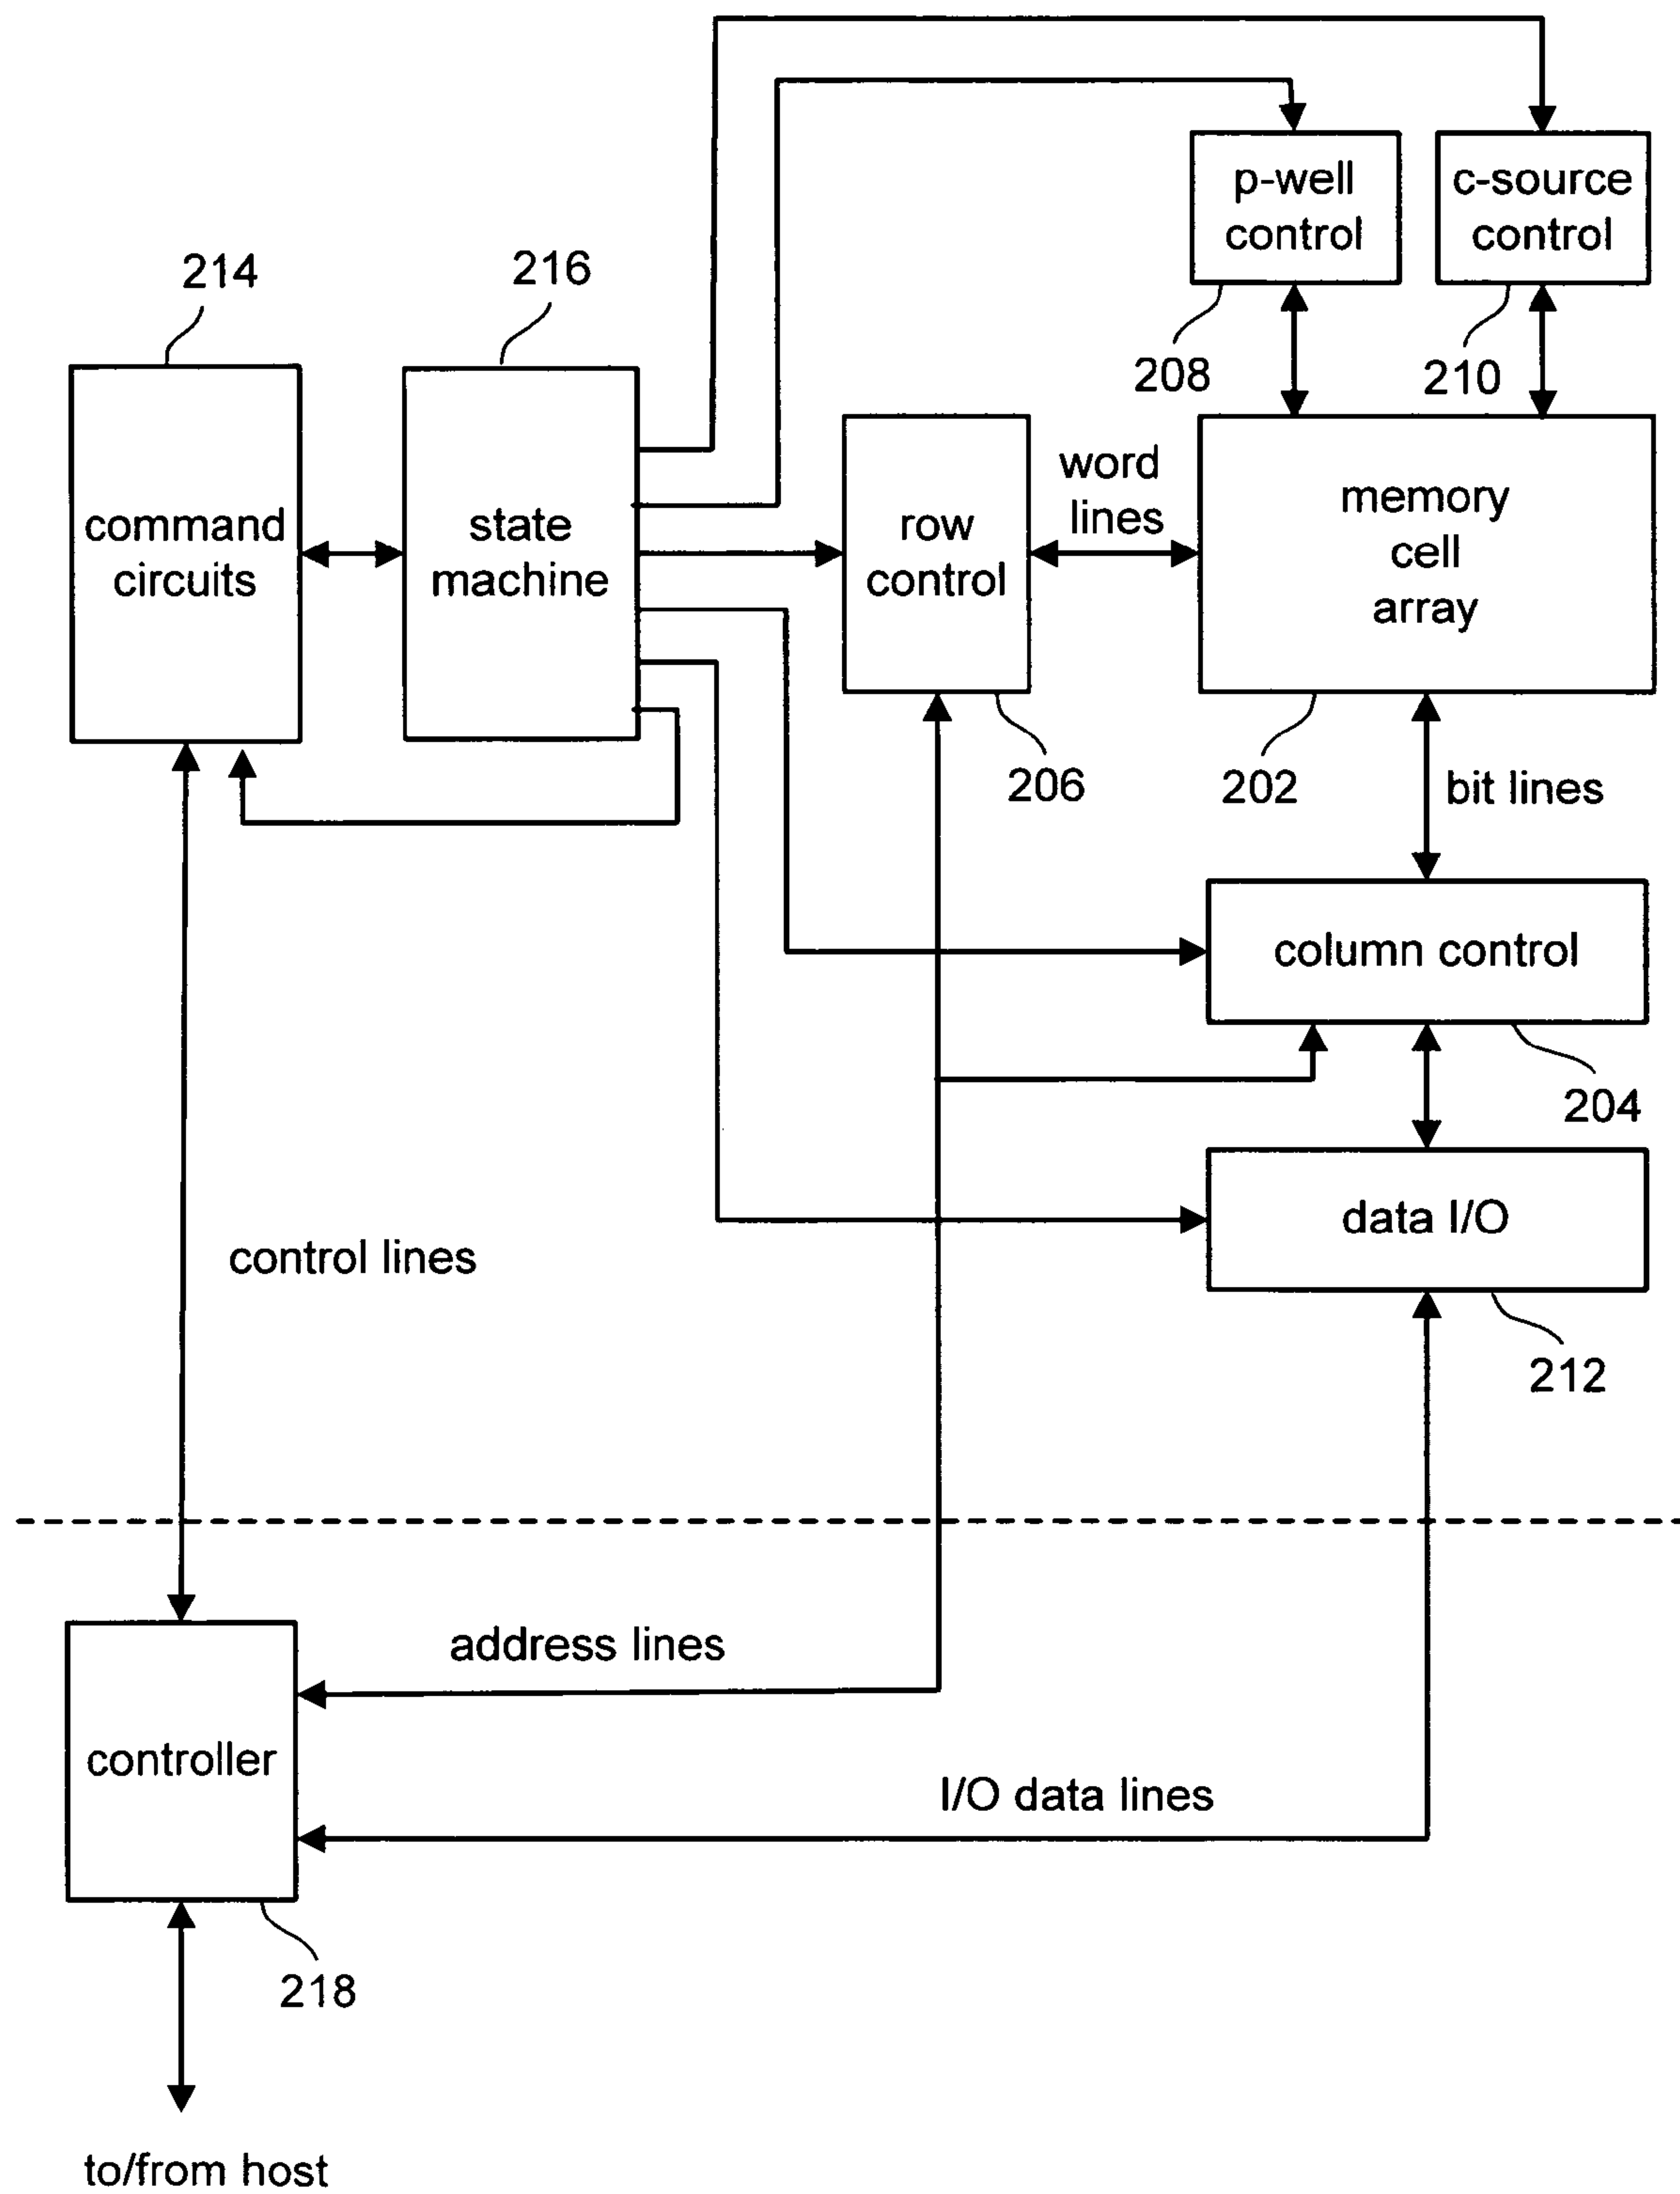 p-well
control
c-source
control
214
216
208
210
command
circuits
state
machine
row
control
word
lines
memory
cell
array
206
202
bit lines
column control
204
data I/O
control lines
212
address lines
controller
I/O data lines
218
to/from host